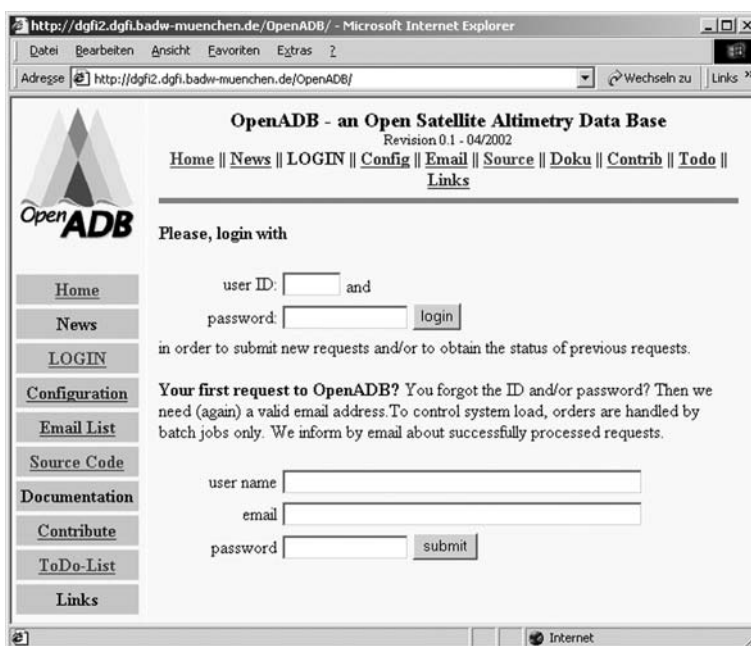 http://dgfi2.dgfi.badw-muenchen.de/OpenADB/ - Microsoft Internet Explorer
Datei Bearbeiten Ansicht Favoriten Extras ?
Adresse http://dgfi2.dgfi.badw-muenchen.de/OpenADB/ Wechseln zu Links »
OpenADB
OpenADB - an Open Satellite Altimetry Data Base
Revision 0.1 - 04/2002
Home || News || LOGIN || Config || Email || Source || Doku || Contrib || Todo ||
Links
Home
News
LOGIN
Configuration
Email List
Source Code
Documentation
Contribute
ToDo-List
Links
Please, login with
user ID: and
password: login
in order to submit new requests and/or to obtain the status of previous requests.
Your first request to OpenADB? You forgot the ID and/or password? Then we
need (again) a valid email address.To control system load, orders are handled by
batch jobs only. We inform by email about successfully processed requests.
user name
email
password submit
Internet